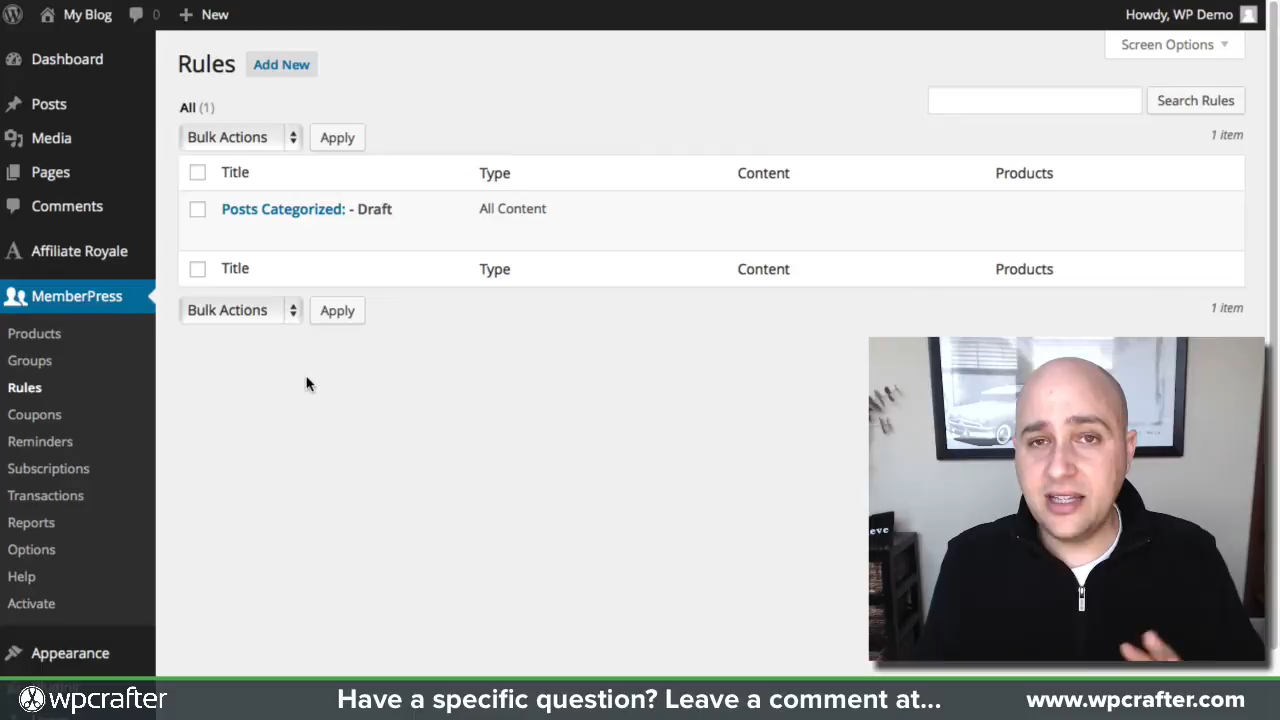 My Blog
0
New
Howdy, WP Demo
Screen Options
Dashboard
Posts
Media
Pages
Comments
Affiliate Royale
MemberPress
Products
Groups
Rules
Coupons
Reminders
Subscriptions
Transactions
Reports
Options
Help
Activate
Appearance
Rules
Add New
All (1)
Search Rules
Bulk Actions
Apply
1 item
Title Type Content Products
Posts Categorized: - Draft All Content
Title Type Content Products
Bulk Actions
Apply
1 item
eve
wpcrafter
Have a specific question? Leave a comment at...
www.wpcrafter.com